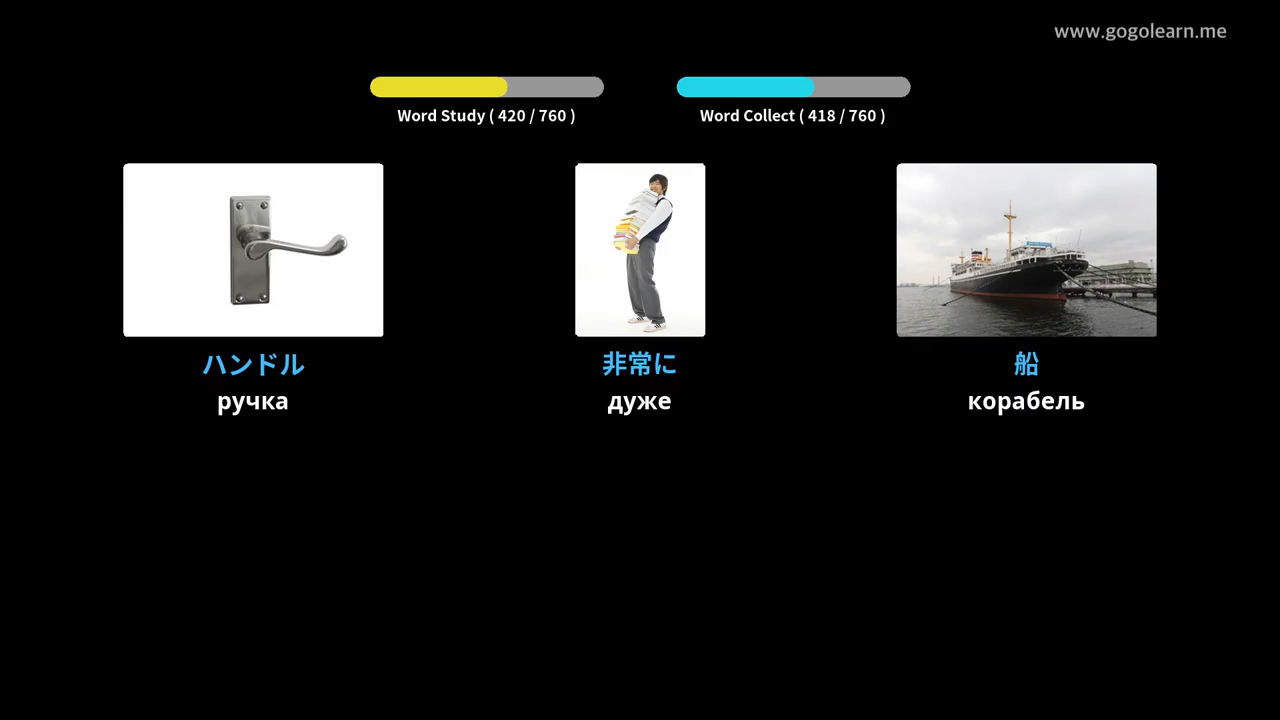 www.gogolearn.me
Word Study ( 420 / 760 )
Word Collect ( 418 / 760 )
ハンドル
ручка
非常に
дуже
船
корабель